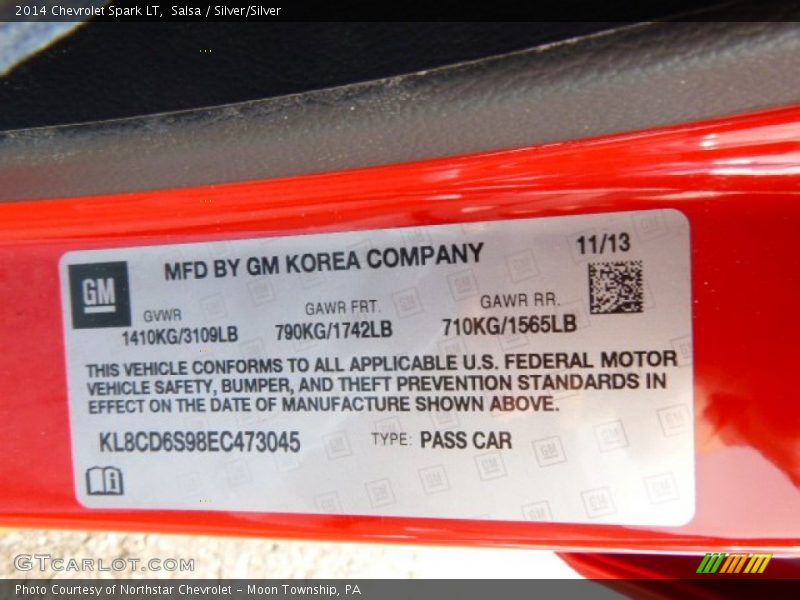 2014 Chevrolet Spark LT, Salsa / Silver/Silver
MFD BY GM KOREA COMPANY
11/13
GM
GVWR GAWR FRT. GAWR RR.
1410KG/3109LB 790KG/1742LB 710KG/1565LB
THIS VEHICLE CONFORMS TO ALL APPLICABLE U.S. FEDERAL MOTOR
VEHICLE SAFETY, BUMPER, AND THEFT PREVENTION STANDARDS IN
EFFECT ON THE DATE OF MANUFACTURE SHOWN ABOVE.
KL8CD6S98EC473045 TYPE: PASS CAR
GTCARLOT.COM
Photo Courtesy of Northstar Chevrolet - Moon Township, PA